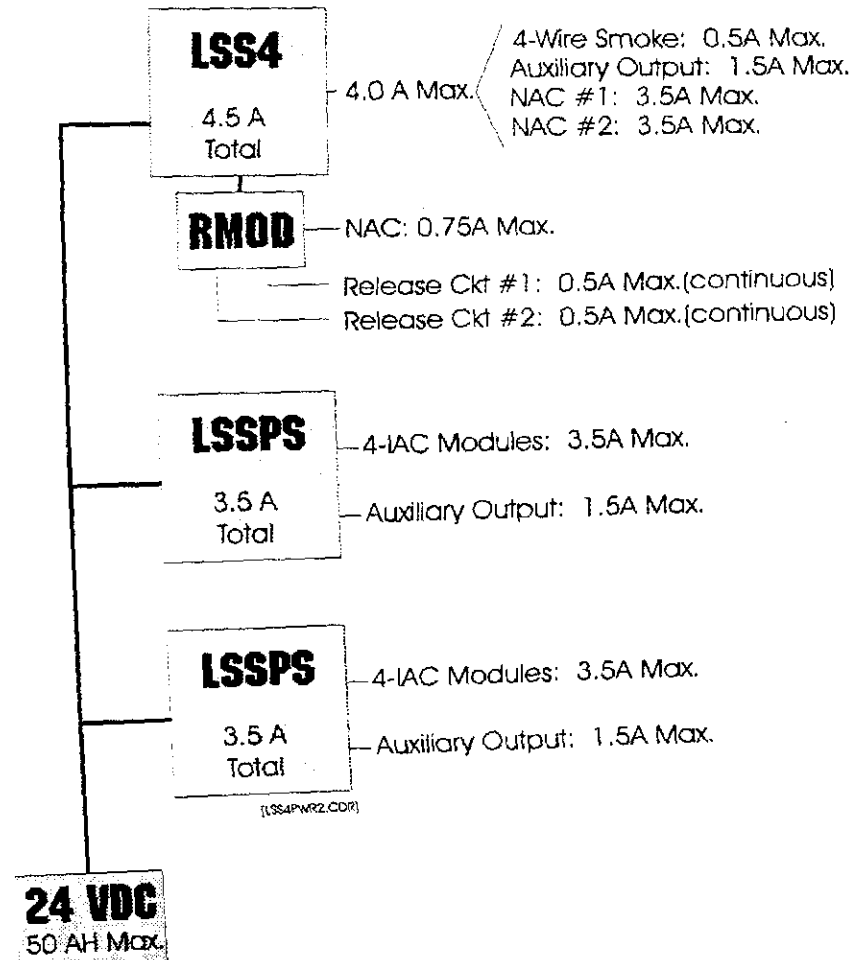 LSS4
4.5 A
Total
4.0 A Max.
4-Wire Smoke: 0.5A Max.
Auxiliary Output: 1.5A Max.
NAC #1: 3.5A Max.
NAC #2: 3.5A Max.
RMOD
NAC: 0.75A Max.
Release Ckt #1: 0.5A Max.(continuous)
Release Ckt #2: 0.5A Max.(continuous)
LSSPS
3.5 A
Total
4-IAC Modules: 3.5A Max.
Auxiliary Output: 1.5A Max.
LSSPS
3.5 A
Total
4-IAC Modules: 3.5A Max.
Auxiliary Output: 1.5A Max.
[LSS4PWR2.CDR]
24 VDC
50 AH Max.